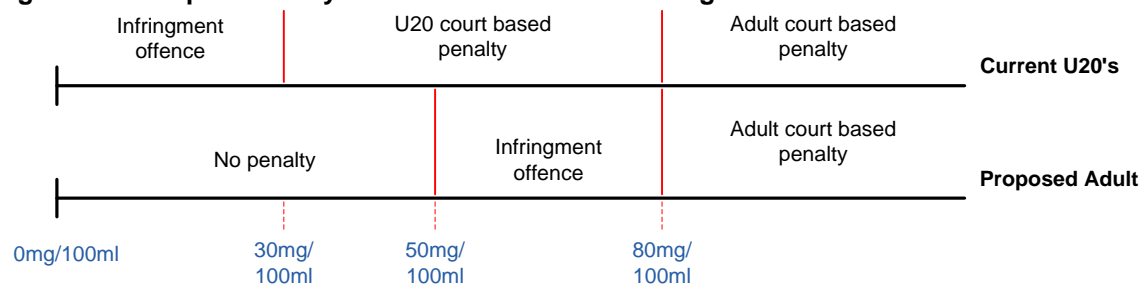 Infringment
offence
U20 court based
penalty
Adult court based
penalty
Current U20's
No penalty
Infringment
offence
Adult court based
penalty
Proposed Adult
0mg/100ml
30mg/
100ml
50mg/
100ml
80mg/
100ml